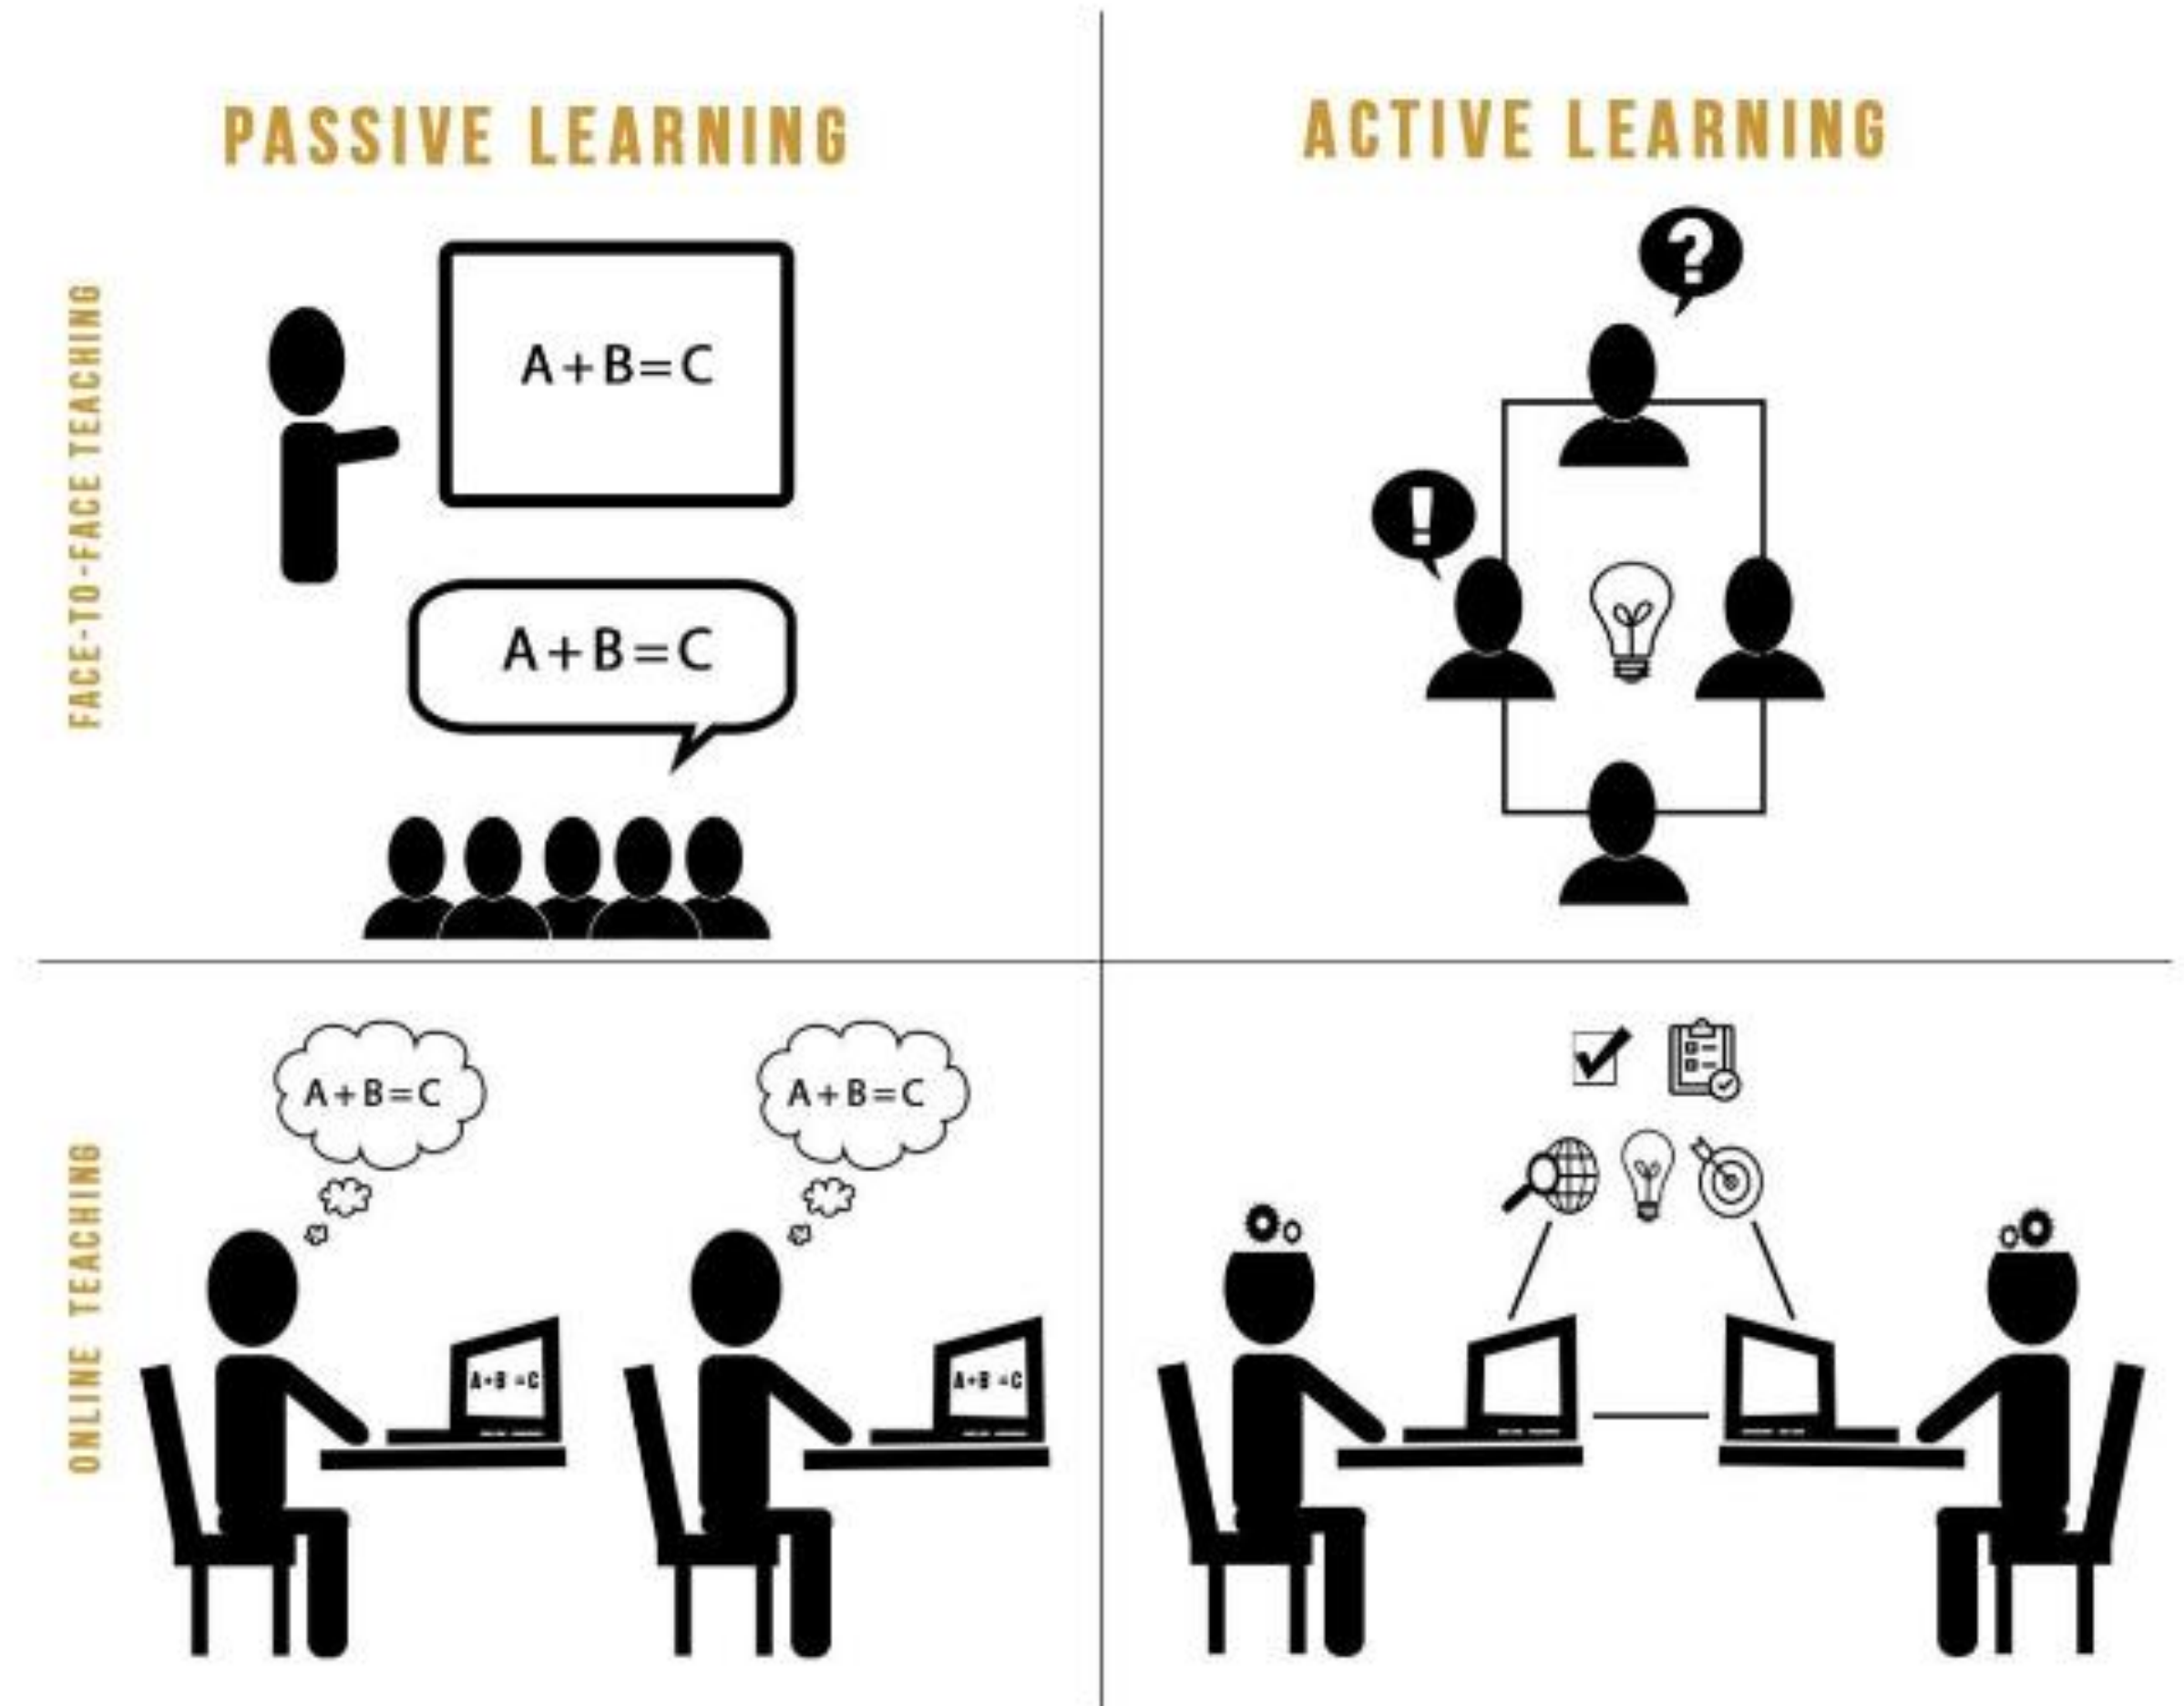 PASSIVE LEARNING
ACTIVE LEARNING
FACE-TO-FACE TEACHING
A+B=C
?
!
A+B=C
ONLINE TEACHING
A+B=C
A+B=C
A+B=C
A+B=C